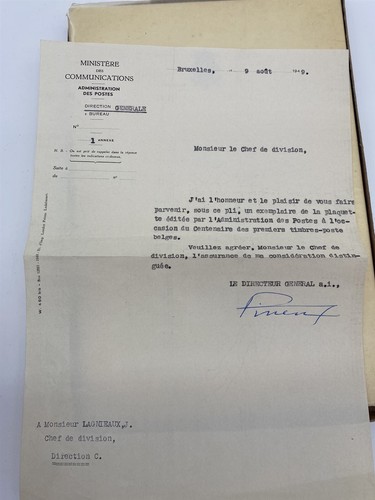 MINISTÈRE
DES
COMMUNICATIONS
ADMINISTRATION
DES POSTES
DIRECTION GENERALE
BUREAU
N°
1 ANNEXE
Bruxelles, 9 août 19 9.
Monsieur le Chef de division,
J'ai l'honneur et le plaisir de vous faire
parvenir, sous ce pli, un exemplaire de la plaquet-
te éditée par l'Administration des Postes à l'oc-
casion du Centenaire des premiers timbres-poste
belges.
Veuillez agréer, Monsieur le Chef de
division, l'assurance de ma considération distin-
guée.
LE DIRECTEUR GENERAL a.i.,
A Monsieur LAGNIEAUX,J.
Chef de division,
Direction C.